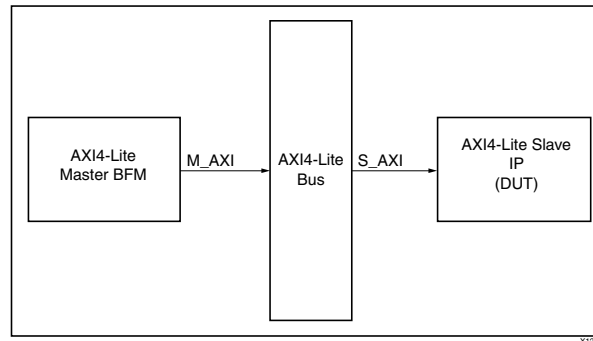 AXI4-Lite
Master BFM
M_AXI
AXI4-Lite
Bus
S_AXI
AXI4-Lite Slave
IP
(DUT)